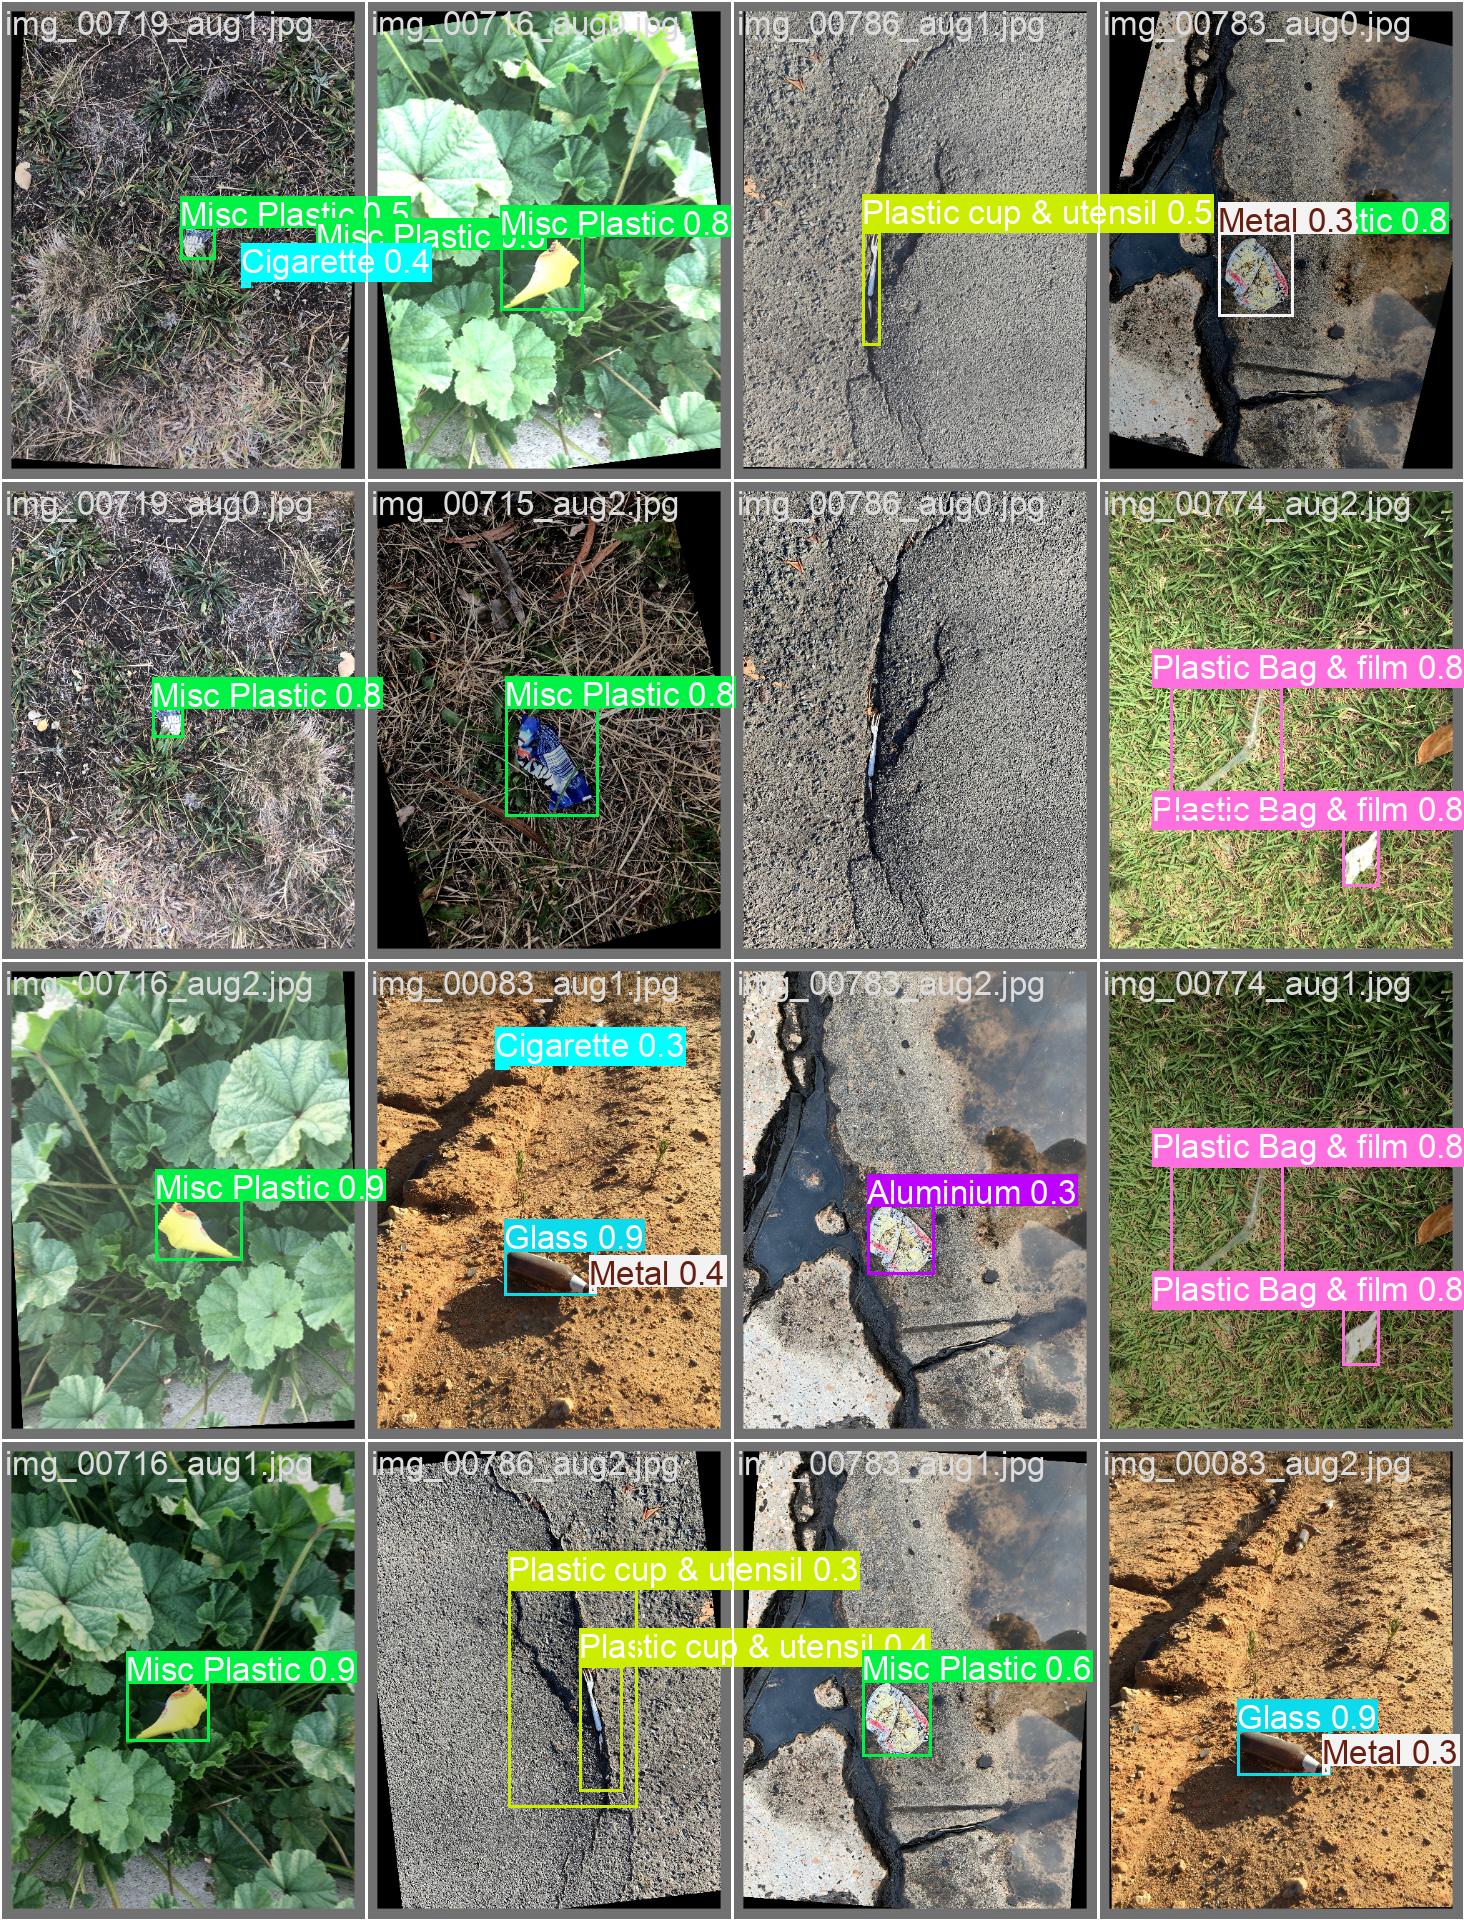 img_00719_aug1.jpg
img_00716_aug0.jpg
img_00786_aug1.jpg
img_00783_aug0.jpg
Misc Plastic 0.5
Misc Plastic 0.3
Cigarette 0.4
Misc Plastic 0.8
Plastic cup & utensil 0.5
Metal 0.3
stic 0.8
img_00719_aug0.jpg
img_00715_aug2.jpg
img_00786_aug0.jpg
img_00774_aug2.jpg
Misc Plastic 0.8
Misc Plastic 0.8
Plastic Bag & film 0.8
Plastic Bag & film 0.8
img_00716_aug2.jpg
img_00083_aug1.jpg
img_00783_aug2.jpg
img_00774_aug1.jpg
Misc Plastic 0.9
Cigarette 0.3
Glass 0.9
Metal 0.4
Aluminium 0.3
Plastic Bag & film 0.8
Plastic Bag & film 0.8
img_00716_aug1.jpg
img_00786_aug2.jpg
img_00783_aug1.jpg
img_00083_aug2.jpg
Misc Plastic 0.9
Plastic cup & utensil 0.3
Plastic cup & utensil 0.4
Misc Plastic 0.6
Glass 0.9
Metal 0.3